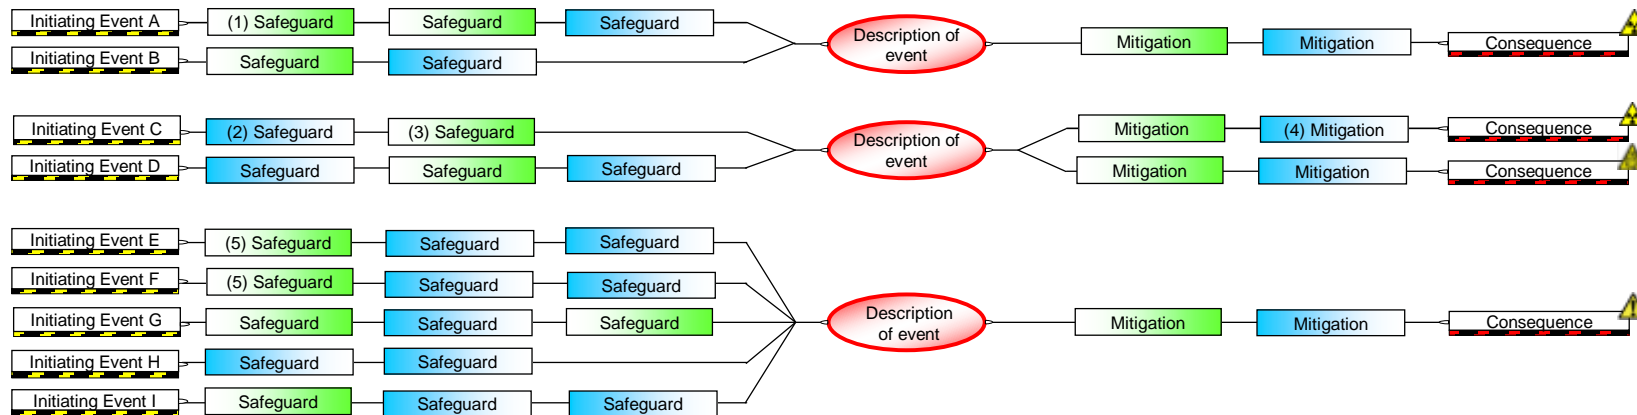 Initiating Event A (1) Safeguard Safeguard Safeguard Description of event Mitigation Mitigation Consequence
Initiating Event B Safeguard Safeguard
Initiating Event C (2) Safeguard (3) Safeguard Description of event Mitigation (4) Mitigation Consequence
Initiating Event D Safeguard Safeguard Safeguard Mitigation Mitigation Consequence
Initiating Event E (5) Safeguard Safeguard Safeguard
Initiating Event F (5) Safeguard Safeguard Safeguard
Initiating Event G Safeguard Safeguard Safeguard Description of event Mitigation Mitigation Consequence
Initiating Event H Safeguard Safeguard
Initiating Event I Safeguard Safeguard Safeguard